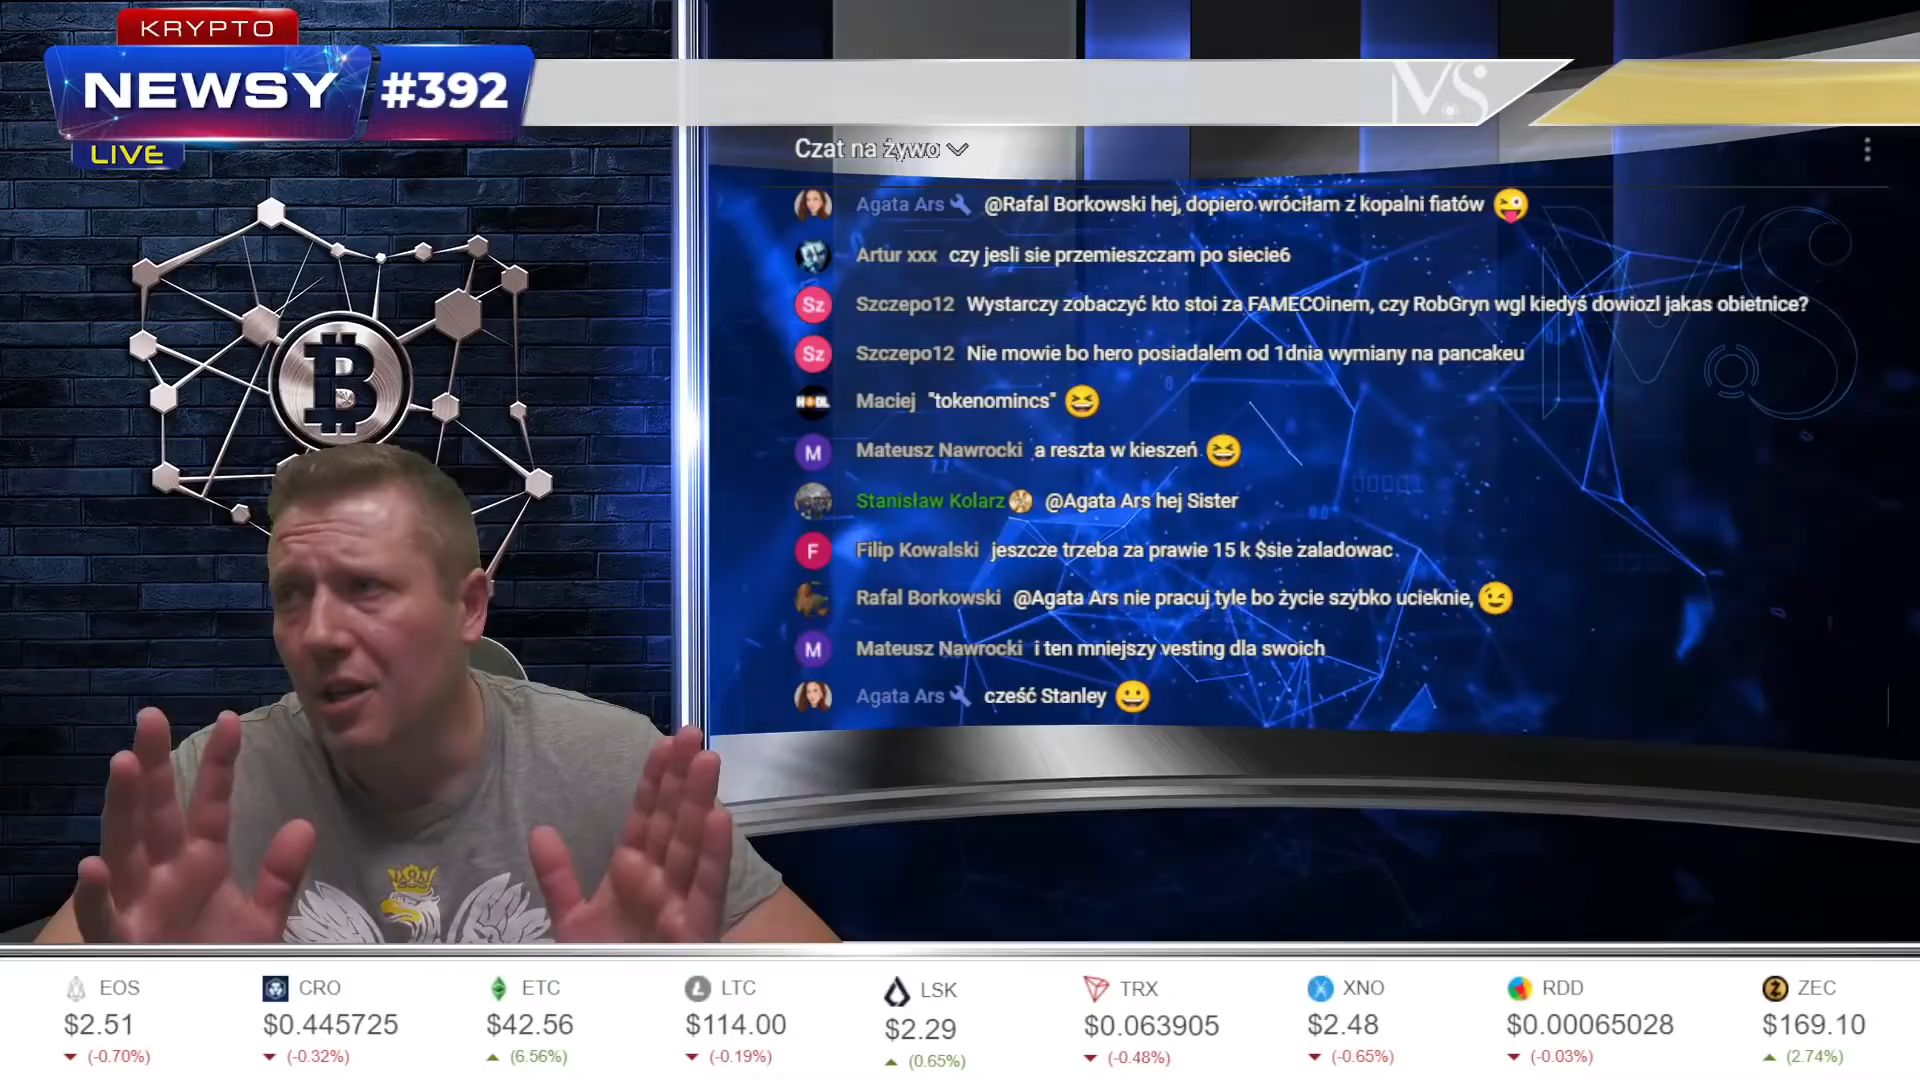 KRYPTO
NEWSY #392
LIVE
MS
Czat na żywo
Agata Ars @Rafal Borkowski hej, dopiero wróciłam z kopalni fiatów
Artur xxx czy jesli sie przemieszczam po siecie6
Sz Szczepo12 Wystarczy zobaczyć kto stoi za FAMECOinem, czy RobGryn wgl kiedyś dowiozl jakas obietnice?
Sz Szczepo12 Nie mowie bo hero posiadalem od 1dnia wymiany na pancakeu
HODL Maciej "tokenomincs"
M Mateusz Nawrocki a reszta w kieszeń
Stanisław Kolarz @Agata Ars hej Sister
F Filip Kowalski jeszcze trzeba za prawie 15 k $sie zaladowac
Rafal Borkowski @Agata Ars nie pracuj tyle bo życie szybko ucieknie,
M Mateusz Nawrocki i ten mniejszy vesting dla swoich
Agata Ars cześć Stanley
EOS CRO ETC LTC LSK TRX XNO RDD ZEC
$2.51 $0.445725 $42.56 $114.00 $2.29 $0.063905 $2.48 $0.00065028 $169.10
(-0.70%) (-0.32%) (6.56%) (-0.19%) (0.65%) (-0.48%) (-0.65%) (-0.03%) (2.74%)